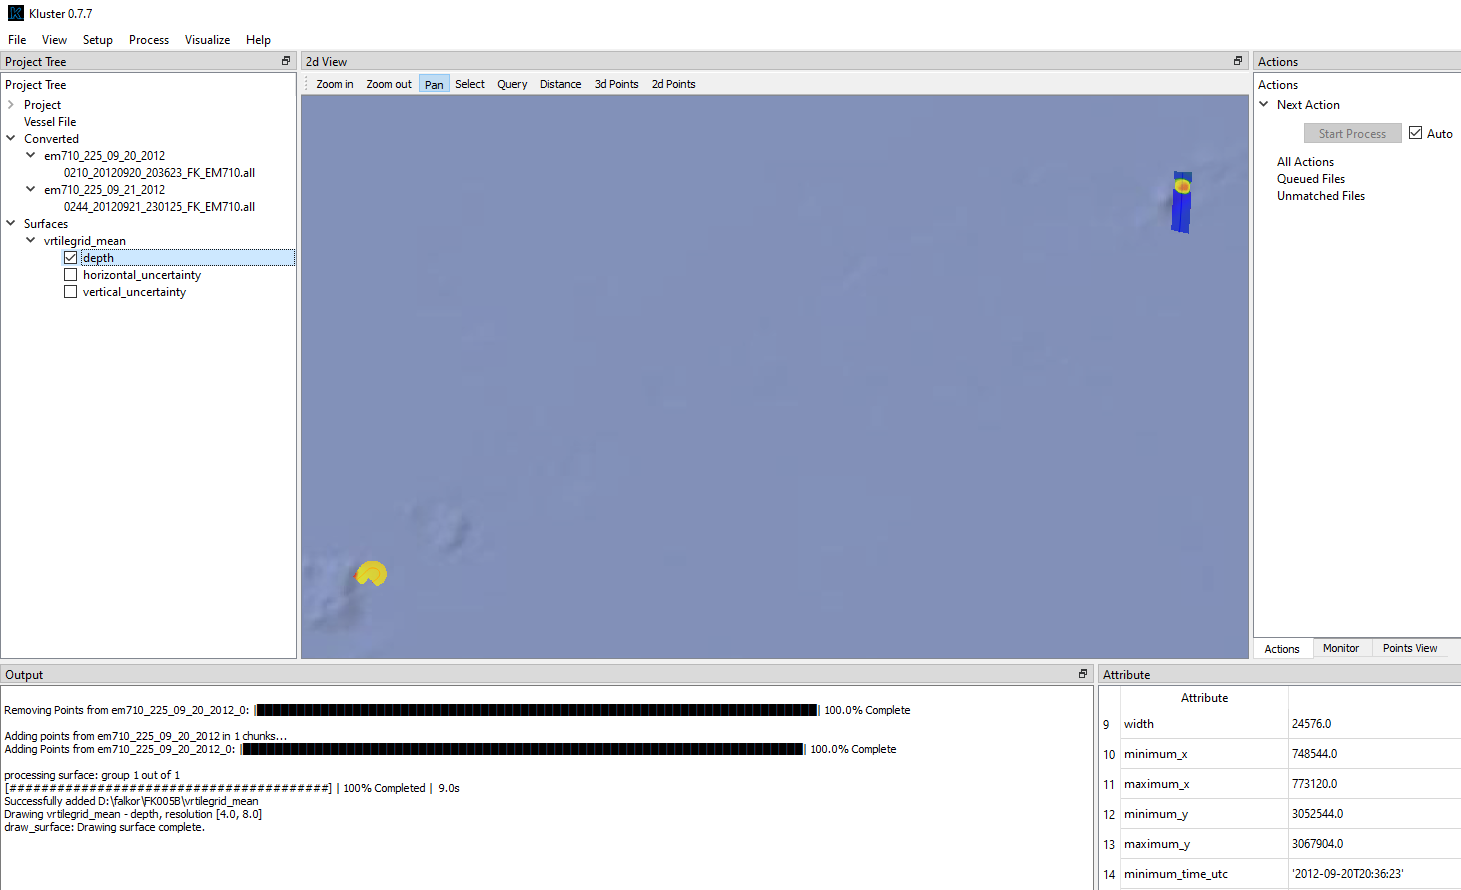 Kluster 0.7.7
File View Setup Process Visualize Help
Project Tree
Project Tree
Project
Vessel File
Converted
em710_225_09_20_2012
0210_20120920_203623_FK_EM710.all
em710_225_09_21_2012
0244_20120921_230125_FK_EM710.all
Surfaces
vrtilegrid_mean
depth
horizontal_uncertainty
vertical_uncertainty
2d View
Zoom in Zoom out Pan Select Query Distance 3d Points 2d Points
Actions
Actions
Next Action
Start Process Auto
All Actions
Queued Files
Unmatched Files
Actions Monitor Points View
Output
Removing Points from em710_225_09_20_2012_0: | | 100.0% Complete
Adding points from em710_225_09_20_2012 in 1 chunks...
Adding Points from em710_225_09_20_2012_0: | | 100.0% Complete
processing surface: group 1 out of 1
[########################################] | 100% Completed | 9.0s
Successfully added D:\falkor\FK005B\vrtilegrid_mean
Drawing vrtilegrid_mean - depth, resolution [4.0, 8.0]
draw_surface: Drawing surface complete.
Attribute
Attribute
9 width 24576.0
10 minimum_x 748544.0
11 maximum_x 773120.0
12 minimum_y 3052544.0
13 maximum_y 3067904.0
14 minimum_time_utc '2012-09-20T20:36:23'